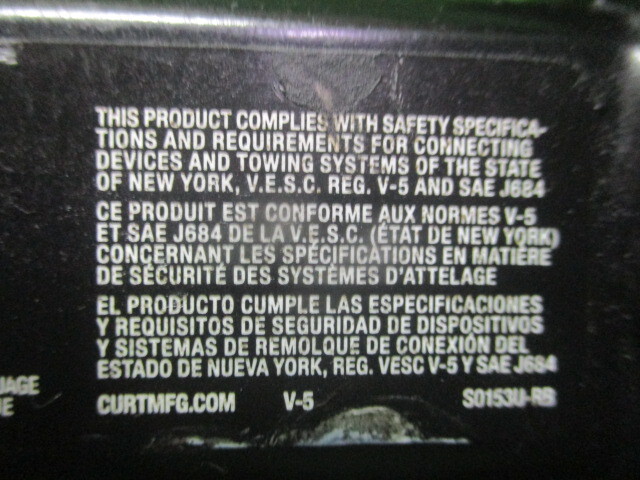 THIS PRODUCT COMPLIES WITH SAFETY SPECIFICA-
TIONS AND REQUIREMENTS FOR CONNECTING
DEVICES AND TOWING SYSTEMS OF THE STATE
OF NEW YORK, V.E.S.C. REG. V-5 AND SAE J684
CE PRODUIT EST CONFORME AUX NORMES V-5
ET SAE J684 DE LA V.E.S.C. (ÉTAT DE NEW YORK)
CONCERNANT LES SPÉCIFICATIONS EN MATIÈRE
DE SÉCURITÉ DES SYSTÈMES D'ATTELAGE
EL PRODUCTO CUMPLE LAS ESPECIFICACIONES
Y REQUISITOS DE SEGURIDAD DE DISPOSITIVOS
Y SISTEMAS DE REMOLQUE DE CONEXIÓN DEL
ESTADO DE NUEVA YORK, REG. VESC V-5 Y SAE J684
CURTMFG.COM V-5 S0153U-RB